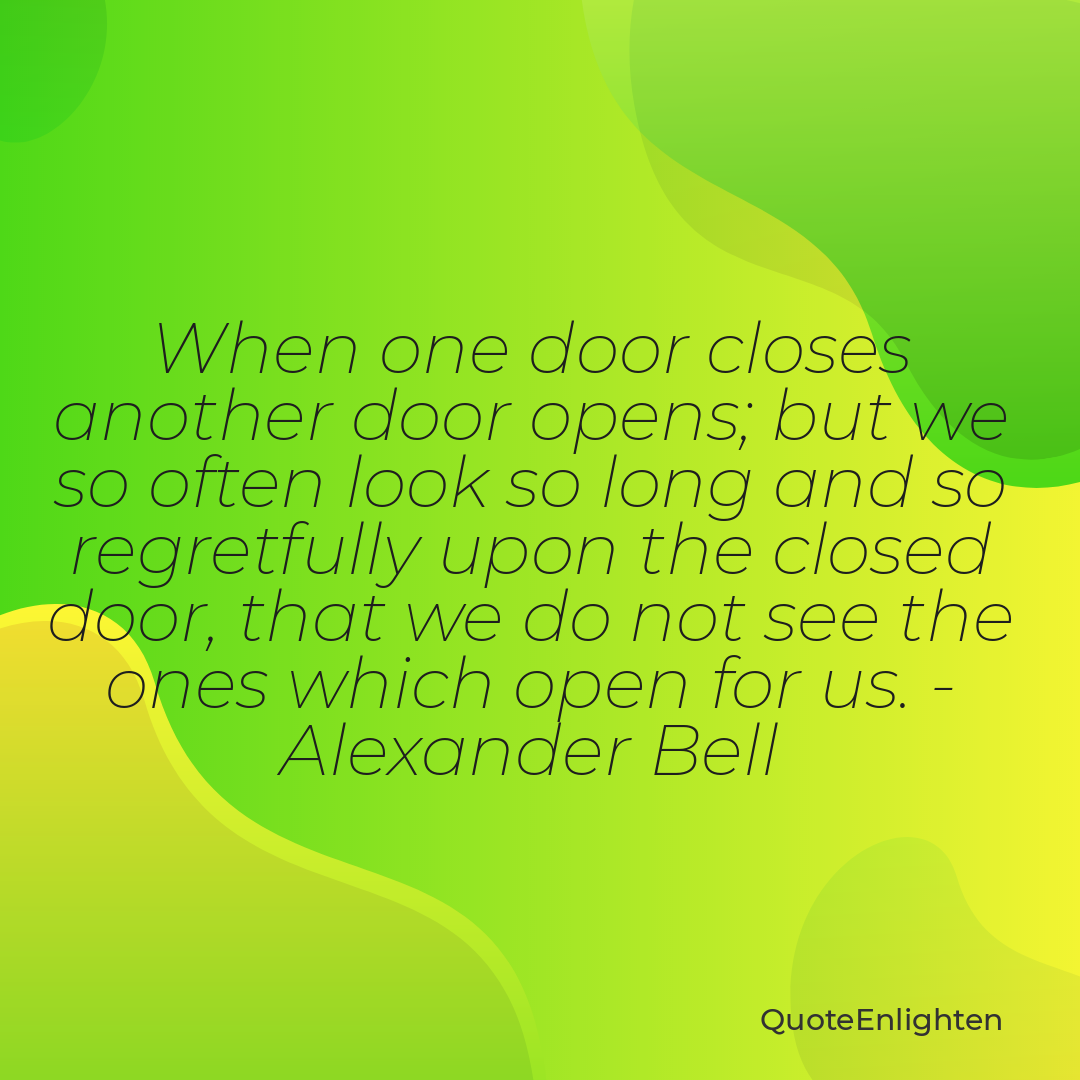 When one door closes
another door opens; but we
so often look so long and so
regretfully upon the closed
door, that we do not see the
ones which open for us. -
Alexander Bell
QuoteEnlighten